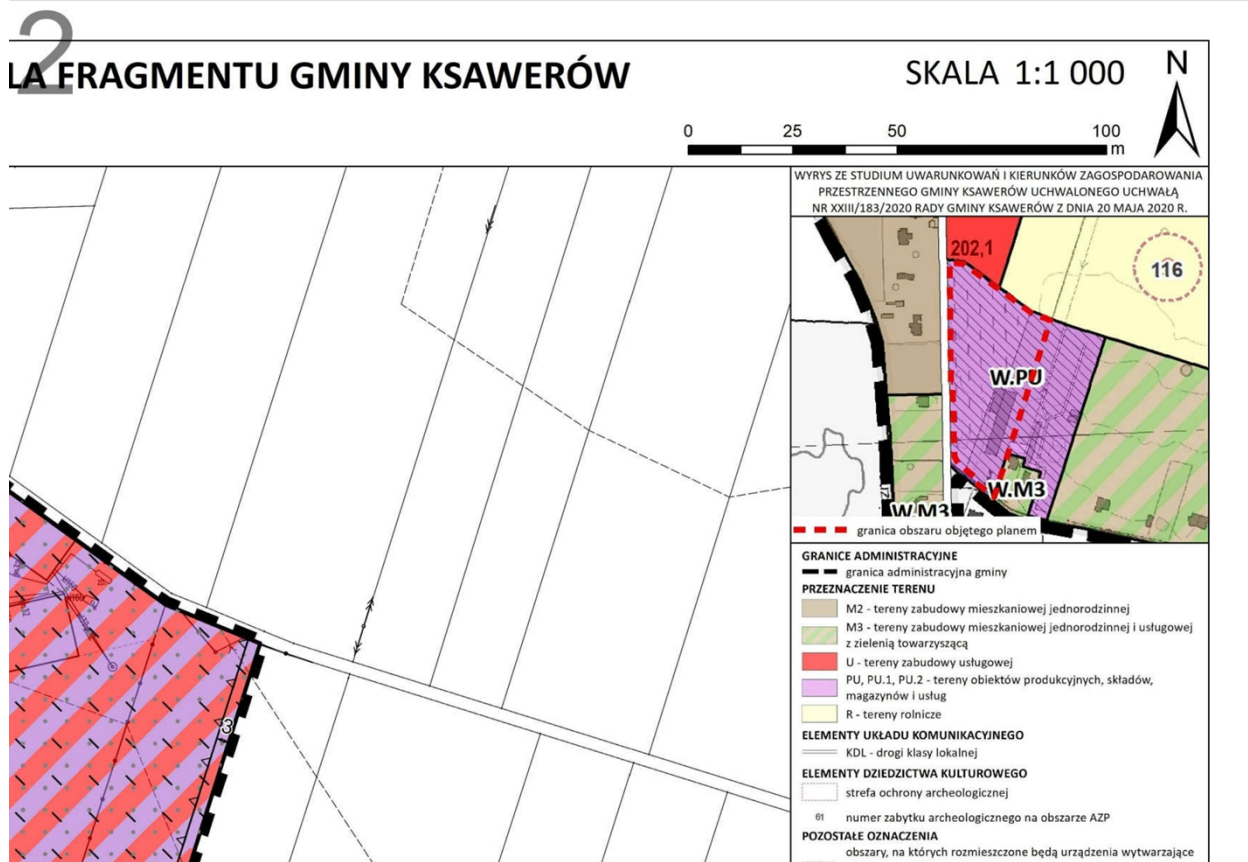 2
LA FRAGMENTU GMINY KSAWERÓW
SKALA 1:1 000
N
0 25 50 100
m
WYRYS ZE STUDIUM UWARUNKOWAŃ I KIERUNKÓW ZAGOSPODAROWANIA
PRZESTRZENNEGO GMINY KSAWERÓW UCHWALONEGO UCHWAŁĄ
NR XXIII/183/2020 RADY GMINY KSAWERÓW Z DNIA 20 MAJA 2020 R.
202,1
116
W.PU
W.M3
W.M3
granica obszaru objętego planem
GRANICE ADMINISTRACYJNE
granica administracyjna gminy
PRZEZNACZENIE TERENU
M2 - tereny zabudowy mieszkaniowej jednorodzinnej
M3 - tereny zabudowy mieszkaniowej jednorodzinnej i usługowej
z zielenią towarzyszącą
U - tereny zabudowy usługowej
PU, PU.1, PU.2 - tereny obiektów produkcyjnych, składów,
magazynów i usług
R - tereny rolnicze
ELEMENTY UKŁADU KOMUNIKACYJNEGO
KDL - drogi klasy lokalnej
ELEMENTY DZIEDZICTWA KULTUROWEGO
strefa ochrony archeologicznej
61 numer zabytku archeologicznego na obszarze AZP
POZOSTAŁE OZNACZENIA
obszary, na których rozmieszczone będą urządzenia wytwarzające
3